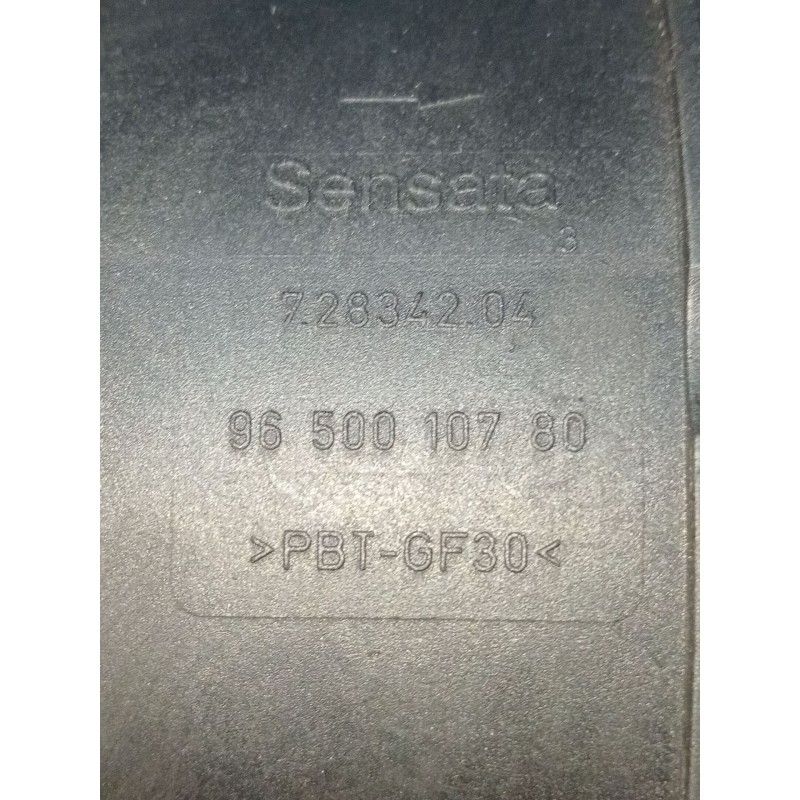 Sensata
3
7.28342.04
96 500 107 80
>PBT-GF30<